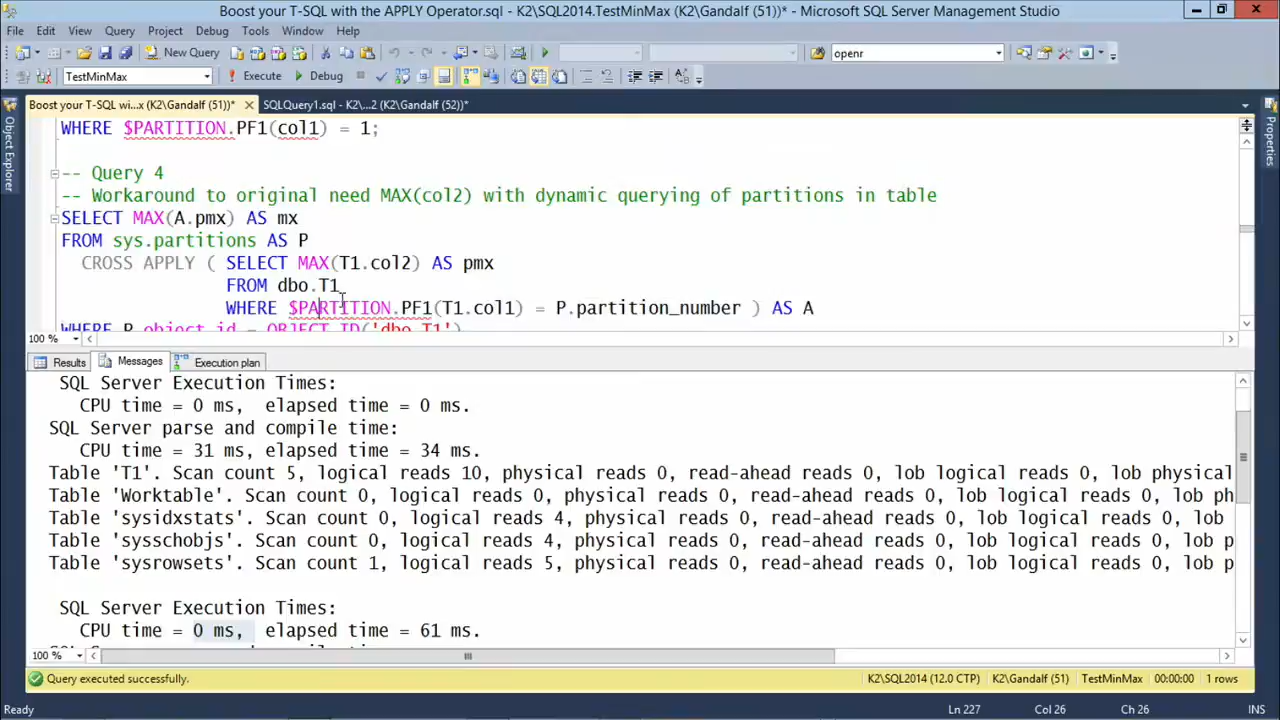 Boost your T-SQL with the APPLY Operator.sql - K2\SQL2014.TestMinMax (K2\Gandalf (51))* - Microsoft SQL Server Management Studio
File Edit View Query Project Debug Tools Window Help
New Query
openr
TestMinMax
Execute
Debug
Boost your T-SQL wi...x (K2\Gandalf (51))*
SQLQuery1.sql - K2\...2 (K2\Gandalf (52))*
Object Explorer
Properties
WHERE $PARTITION.PF1(col1) = 1;
-- Query 4
-- Workaround to original need MAX(col2) with dynamic querying of partitions in table
SELECT MAX(A.pmx) AS mx
FROM sys.partitions AS P
CROSS APPLY ( SELECT MAX(T1.col2) AS pmx
FROM dbo.T1
WHERE $PARTITION.PF1(T1.col1) = P.partition_number ) AS A
WHERE P.object_id = OBJECT_ID('dbo.T1')
100 %
Results
Messages
Execution plan
SQL Server Execution Times:
CPU time = 0 ms, elapsed time = 0 ms.
SQL Server parse and compile time:
CPU time = 31 ms, elapsed time = 34 ms.
Table 'T1'. Scan count 5, logical reads 10, physical reads 0, read-ahead reads 0, lob logical reads 0, lob physical
Table 'Worktable'. Scan count 0, logical reads 0, physical reads 0, read-ahead reads 0, lob logical reads 0, lob ph
Table 'sysidxstats'. Scan count 0, logical reads 4, physical reads 0, read-ahead reads 0, lob logical reads 0, lob
Table 'sysschobjs'. Scan count 0, logical reads 4, physical reads 0, read-ahead reads 0, lob logical reads 0, lob p
Table 'sysrowsets'. Scan count 1, logical reads 5, physical reads 0, read-ahead reads 0, lob logical reads 0, lob p
SQL Server Execution Times:
CPU time = 0 ms, elapsed time = 61 ms.
100 %
Query executed successfully.
K2\SQL2014 (12.0 CTP)
K2\Gandalf (51)
TestMinMax
00:00:00
1 rows
Ready
Ln 227
Col 26
Ch 26
INS